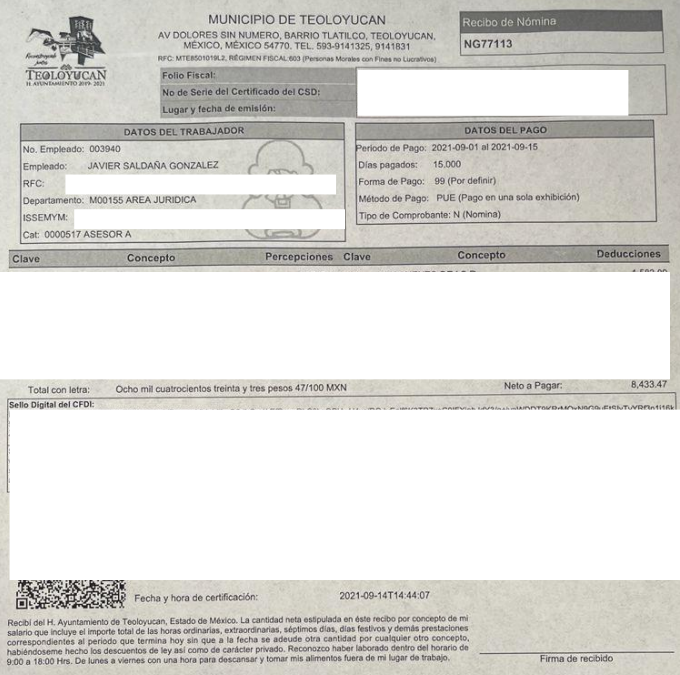 MUNICIPIO DE TEOLOYUCAN
AV DOLORES SIN NUMERO, BARRIO TLATILCO, TEOLOYUCAN,
MÉXICO, MÉXICO 54770. TEL. 593-9141325, 9141831
RFC: MTE8501019L2, RÉGIMEN FISCAL:603 (Personas Morales con Fines no Lucrativos)
TEOLOYUCAN
H. AYUNTAMIENTO 2019-2021
Recibo de Nómina
NG77113
Folio Fiscal:
No de Serie del Certificado del CSD:
Lugar y fecha de emisión:
DATOS DEL TRABAJADOR
No. Empleado: 003940
Empleado: JAVIER SALDAÑA GONZALEZ
RFC:
Departamento: M00155 AREA JURIDICA
ISSEMYM:
Cat: 0000517 ASESOR A
DATOS DEL PAGO
Periodo de Pago: 2021-09-01 al 2021-09-15
Días pagados: 15.000
Forma de Pago: 99 (Por definir)
Método de Pago: PUE (Pago en una sola exhibición)
Tipo de Comprobante: N (Nomina)
Clave Concepto Percepciones Clave Concepto Deducciones
Total con letra: Ocho mil cuatrocientos treinta y tres pesos 47/100 MXN Neto a Pagar: 8,433.47
Sello Digital del CFDI:
Fecha y hora de certificación: 2021-09-14T14:44:07
Recibí del H. Ayuntamiento de Teoloyucan, Estado de México. La cantidad neta estipulada en éste recibo por concepto de mi
salario que incluye el importe total de las horas ordinarias, extraordinarias, séptimos días, días festivos y demás prestaciones
correspondientes al periodo que termina hoy sin que a la fecha se adeude otra cantidad por cualquier otro concepto,
habiéndoseme hecho los descuentos de ley así como de carácter privado. Reconozco haber laborado dentro del horario de
9:00 a 18:00 Hrs. De lunes a viernes con una hora para descansar y tomar mis alimentos fuera de mi lugar de trabajo.
Firma de recibido